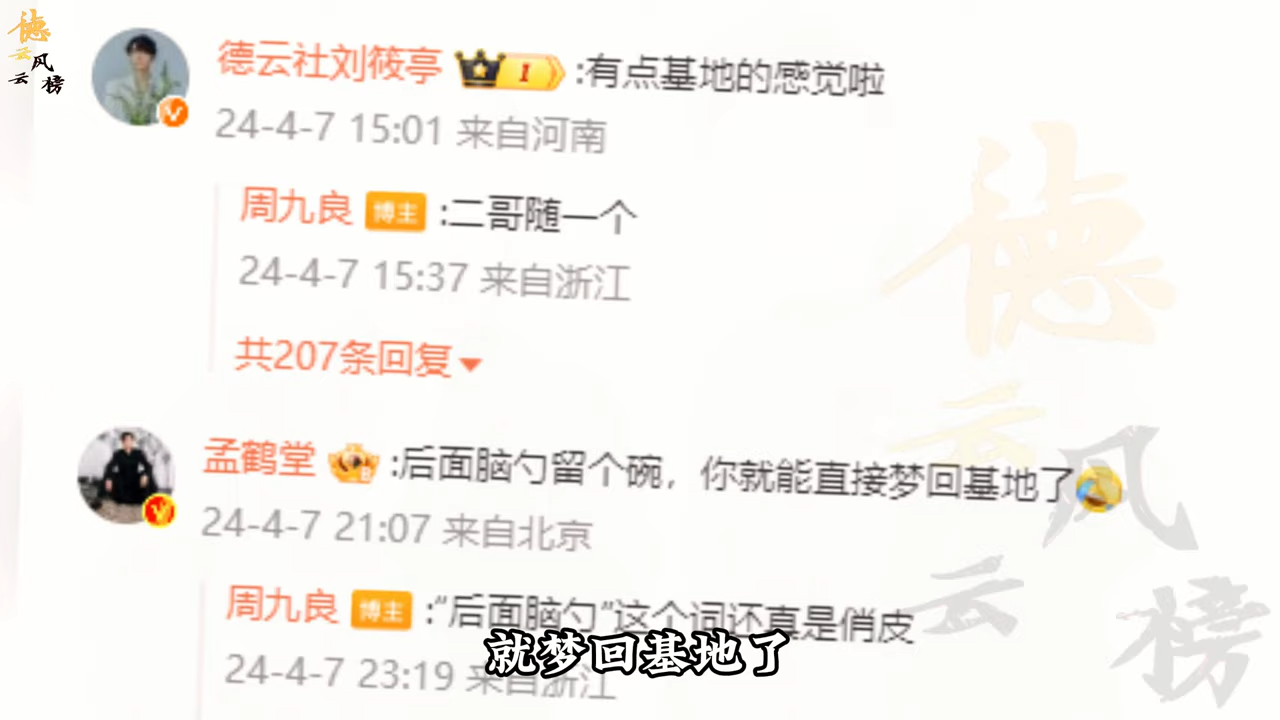 德云风云榜
德云社刘筱亭 1 :有点基地的感觉啦
24-4-7 15:01 来自河南
周九良 博主 :二哥随一个
24-4-7 15:37 来自浙江
共207条回复
孟鹤堂 :后面脑勺留个碗，你就能直接梦回基地了
24-4-7 21:07 来自北京
周九良 博主 :“后面脑勺”这个词还真是俏皮
就梦回基地了
24-4-7 23:19 来自浙江
德云风云榜